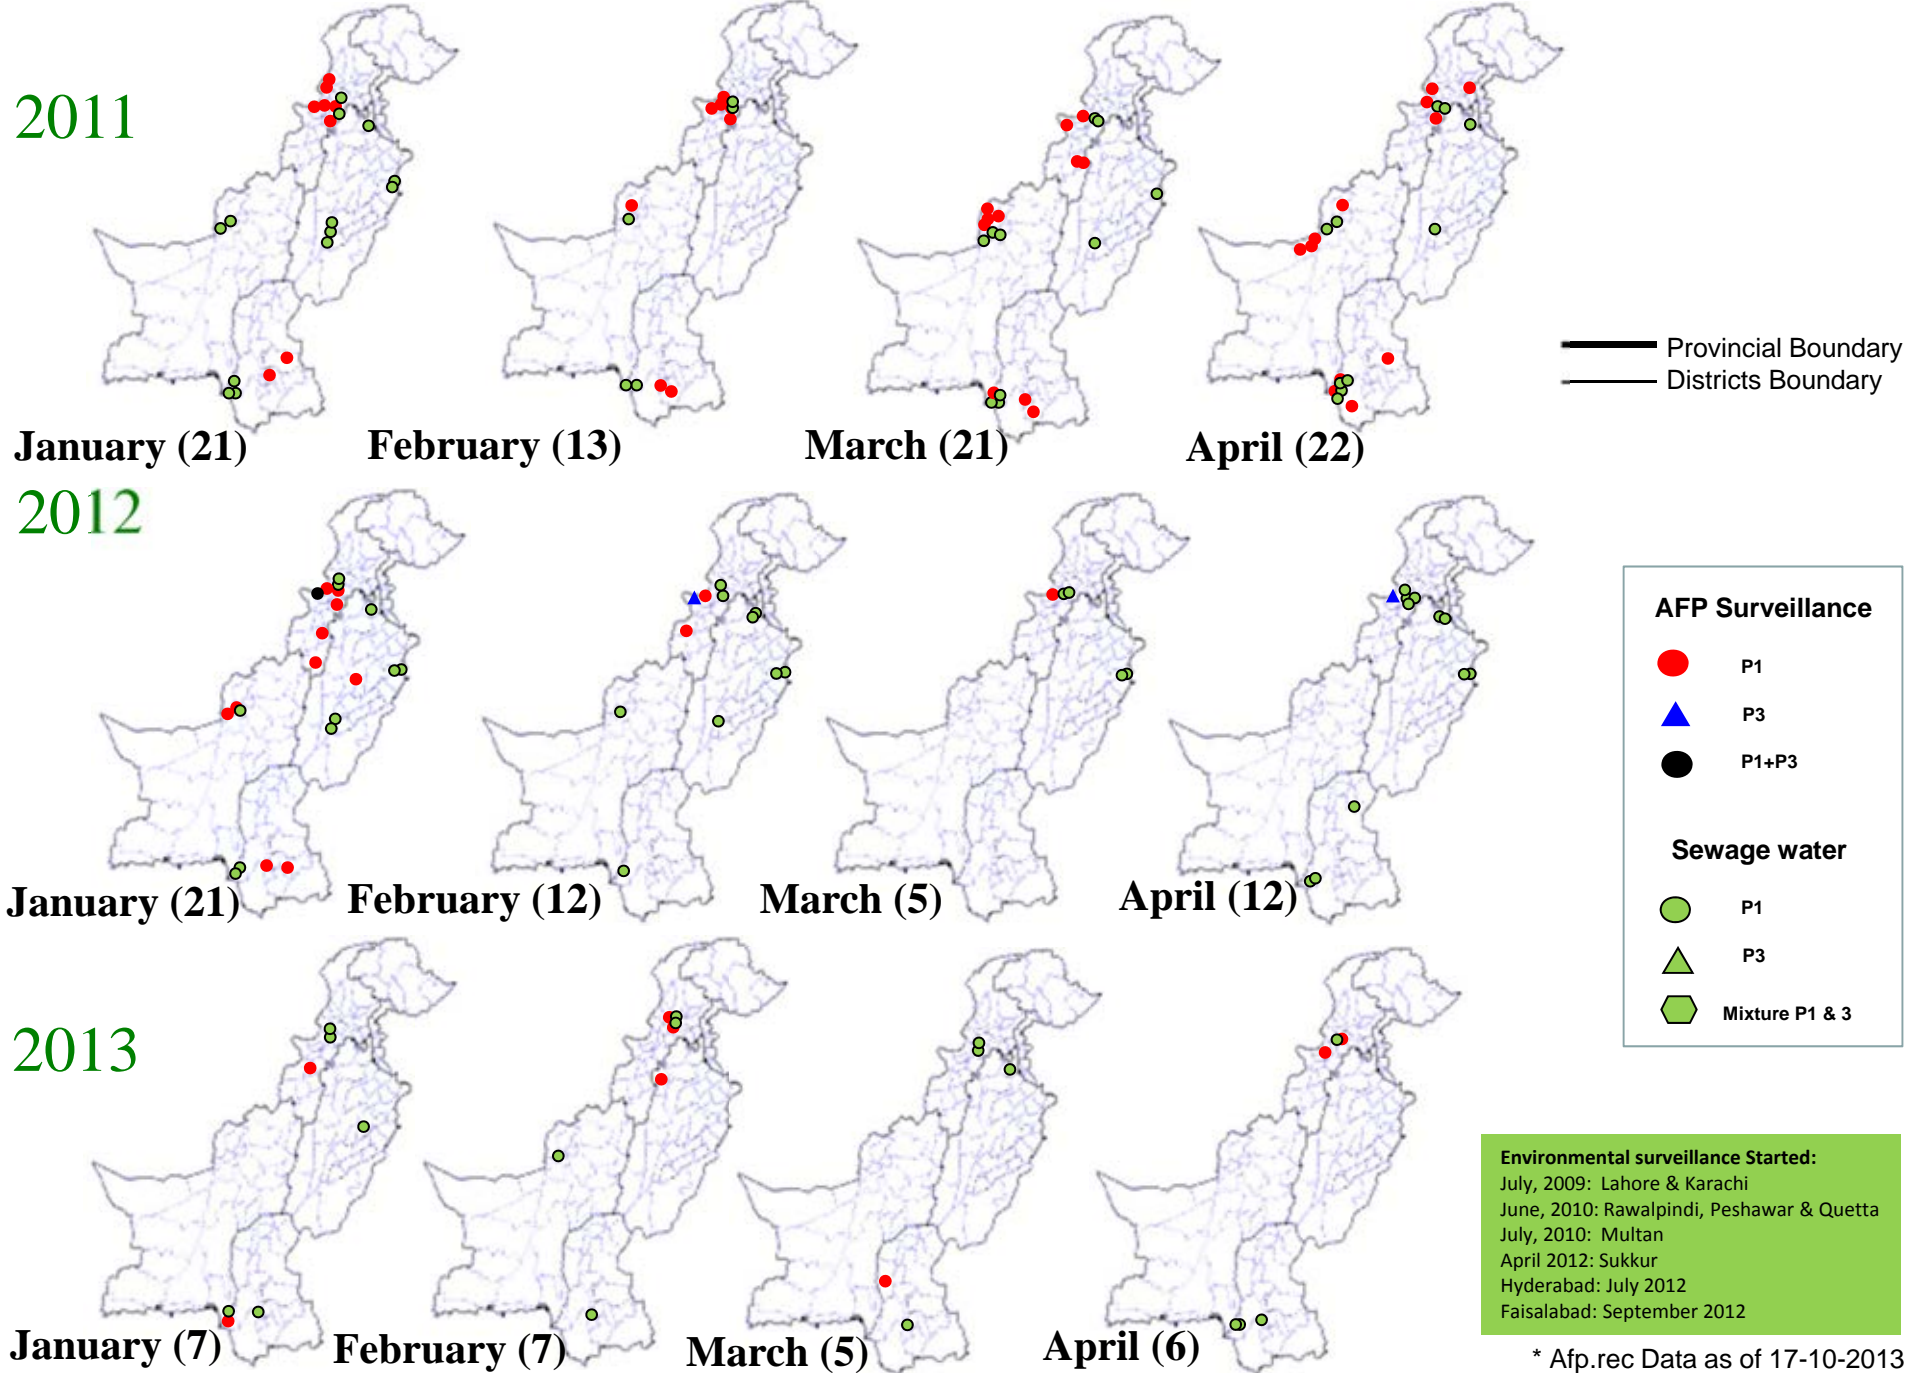 2011
January (21)
February (13)
March (21)
April (22)
Provincial Boundary
Districts Boundary
2012
January (21)
February (12)
March (5)
April (12)
AFP Surveillance
P1
P3
P1+P3
Sewage water
P1
P3
Mixture P1 & 3
2013
January (7)
February (7)
March (5)
April (6)
Environmental surveillance Started:
July, 2009: Lahore & Karachi
June, 2010: Rawalpindi, Peshawar & Quetta
July, 2010: Multan
April 2012: Sukkur
Hyderabad: July 2012
Faisalabad: September 2012
* Afp.rec Data as of 17-10-2013